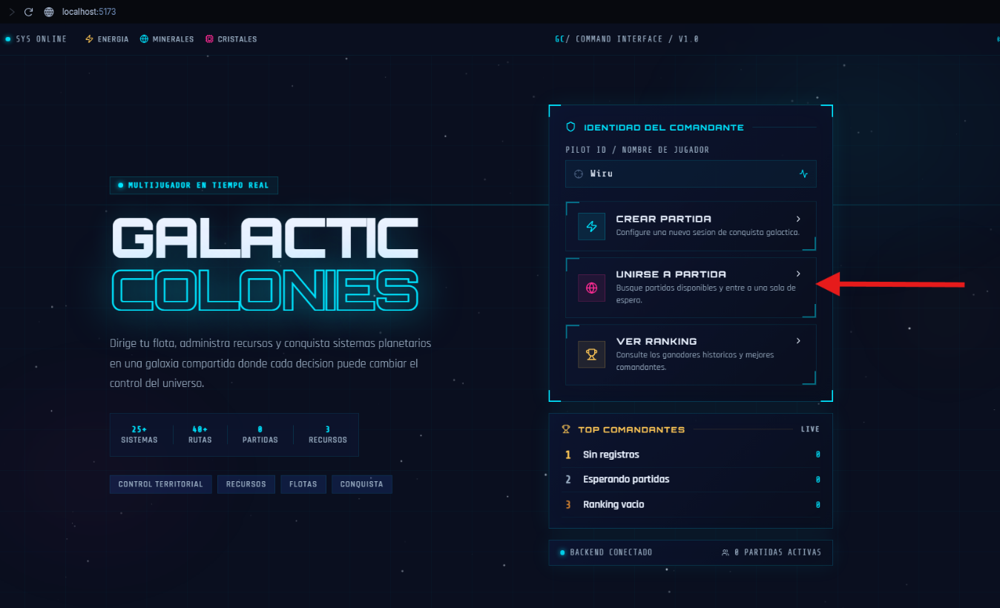 localhost:5173
SYS ONLINE
ENERGIA
MINERALES
CRISTALES
GC/ COMMAND INTERFACE / V1.0
MULTIJUGADOR EN TIEMPO REAL
GALACTIC
COLONIES
Dirige tu flota, administra recursos y conquista sistemas planetarios
en una galaxia compartida donde cada decision puede cambiar el
control del universo.
25+
SISTEMAS
40+
RUTAS
0
PARTIDAS
3
RECURSOS
CONTROL TERRITORIAL
RECURSOS
FLOTAS
CONQUISTA
IDENTIDAD DEL COMANDANTE
PILOT ID / NOMBRE DE JUGADOR
Wiru
CREAR PARTIDA
Configure una nueva sesion de conquista galactica.
UNIRSE A PARTIDA
Busque partidas disponibles y entre a una sala de
espera.
VER RANKING
Consulte los ganadores historicos y mejores
comandantes.
TOP COMANDANTES
LIVE
1 Sin registros 0
2 Esperando partidas 0
3 Ranking vacio 0
BACKEND CONECTADO
0 PARTIDAS ACTIVAS